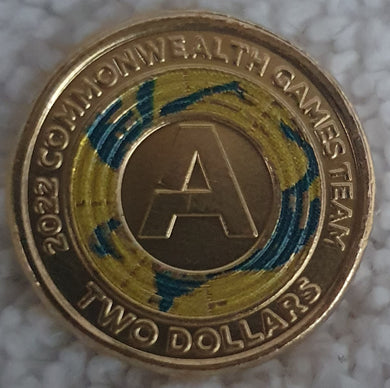 2022 COMMONWEALTH GAMES TEAM
A
TWO DOLLARS